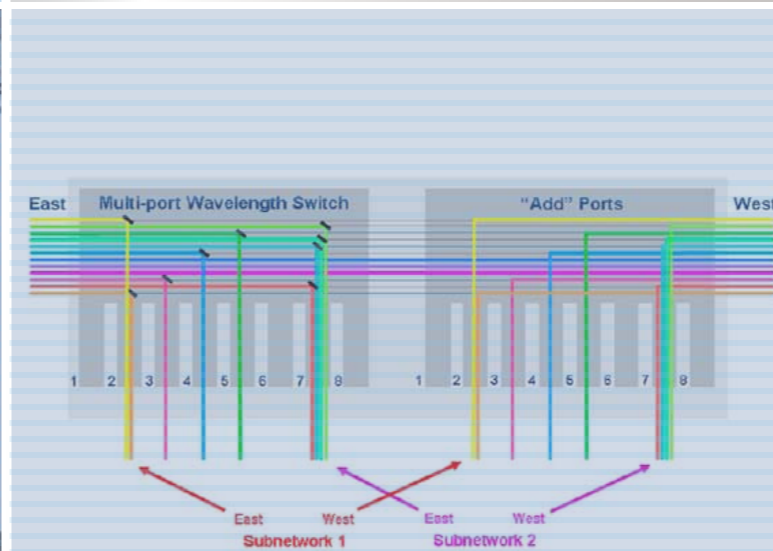 East Multi-port Wavelength Switch "Add" Ports West
1 2 3 4 5 6 7 8 1 2 3 4 5 6 7 8
East West East West
Subnetwork 1 Subnetwork 2